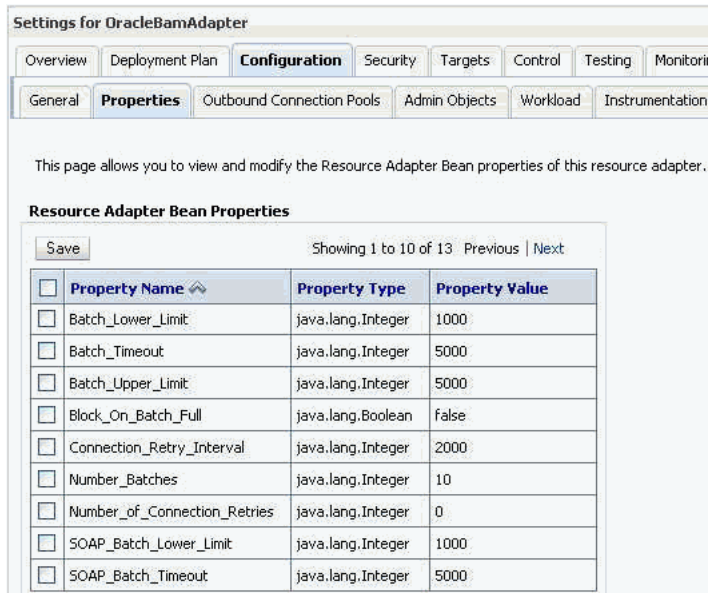 Settings for OracleBamAdapter
Overview Deployment Plan Configuration Security Targets Control Testing Monitorin
General Properties Outbound Connection Pools Admin Objects Workload Instrumentation
This page allows you to view and modify the Resource Adapter Bean properties of this resource adapter.
Resource Adapter Bean Properties
Save Showing 1 to 10 of 13 Previous | Next
Property Name Property Type Property Value
Batch_Lower_Limit java.lang.Integer 1000
Batch_Timeout java.lang.Integer 5000
Batch_Upper_Limit java.lang.Integer 5000
Block_On_Batch_Full java.lang.Boolean false
Connection_Retry_Interval java.lang.Integer 2000
Number_Batches java.lang.Integer 10
Number_of_Connection_Retries java.lang.Integer 0
SOAP_Batch_Lower_Limit java.lang.Integer 1000
SOAP_Batch_Timeout java.lang.Integer 5000